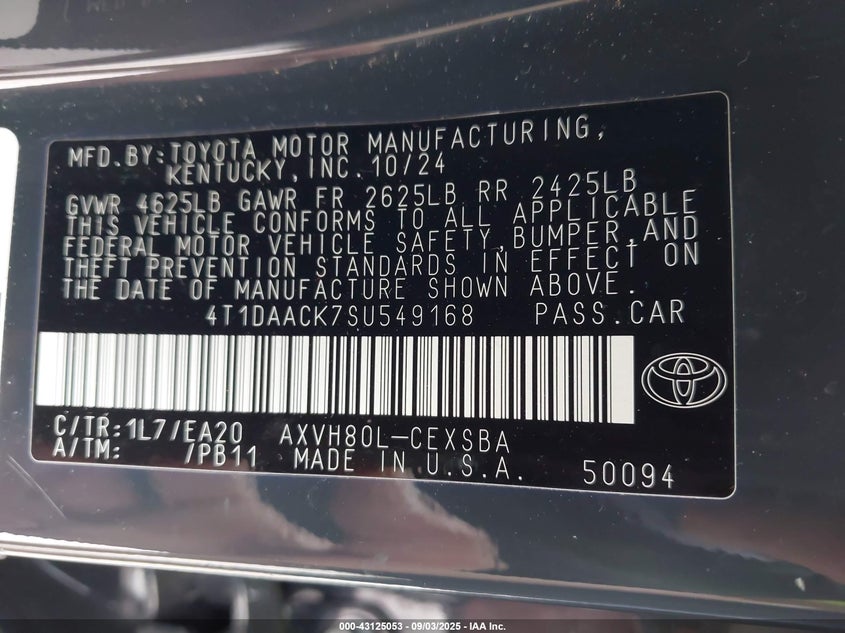 MFD. BY: TOYOTA MOTOR MANUFACTURING,
KENTUCKY, INC. 10/24
GVWR 4625LB GAWR FR 2625LB RR 2425LB
THIS VEHICLE CONFORMS TO ALL APPLICABLE
FEDERAL MOTOR VEHICLE SAFETY, BUMPER, AND
THEFT PREVENTION STANDARDS IN EFFECT ON
THE DATE OF MANUFACTURE SHOWN ABOVE.
4T1DAACK7SU549168 PASS. CAR
C/TR: 1L7/EA20 AXVH80L-CEXSBA
A/TM: /PB11 MADE IN U.S.A. 50094
000-43125053 - 09/03/2025 - IAA Inc.